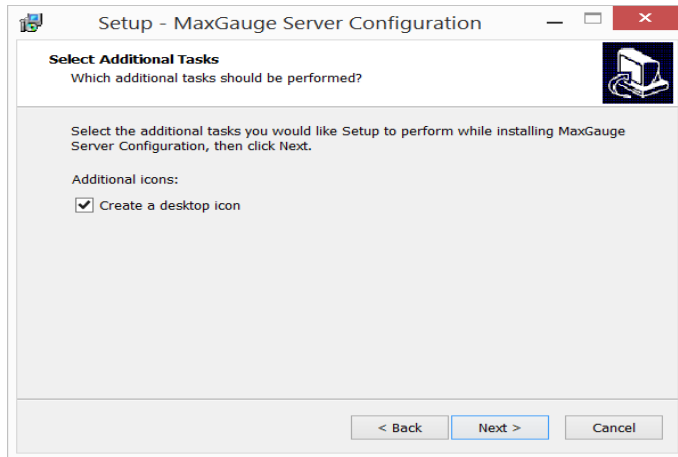 Setup - MaxGauge Server Configuration
Select Additional Tasks
Which additional tasks should be performed?
Select the additional tasks you would like Setup to perform while installing MaxGauge
Server Configuration, then click Next.
Additional icons:
Create a desktop icon
< Back
Next >
Cancel